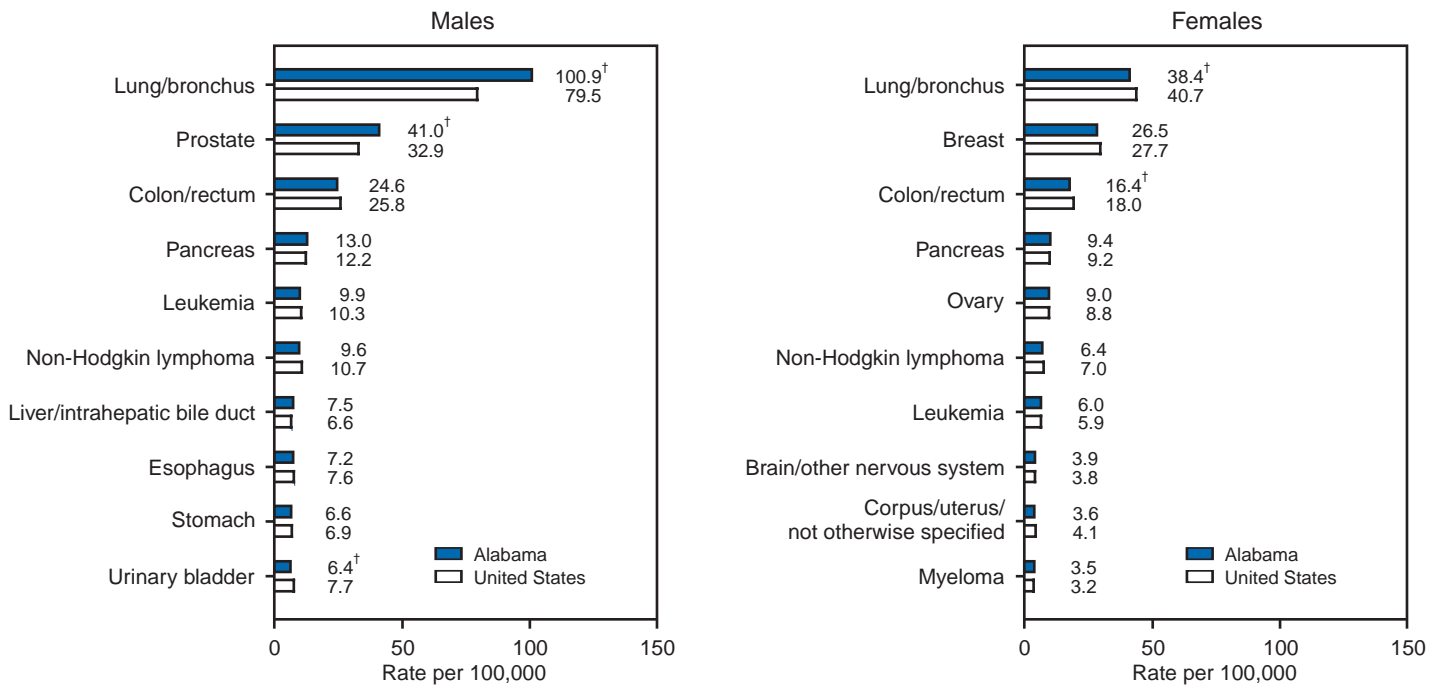 Males
Lung/bronchus
100.9†
79.5
Prostate
41.0†
32.9
Colon/rectum
24.6
25.8
Pancreas
13.0
12.2
Leukemia
9.9
10.3
Non-Hodgkin lymphoma
9.6
10.7
Liver/intrahepatic bile duct
7.5
6.6
Esophagus
7.2
7.6
Stomach
6.6
6.9
Urinary bladder
6.4†
7.7
Alabama
United States
0 50 100 150
Rate per 100,000
Females
Lung/bronchus
38.4†
40.7
Breast
26.5
27.7
Colon/rectum
16.4†
18.0
Pancreas
9.4
9.2
Ovary
9.0
8.8
Non-Hodgkin lymphoma
6.4
7.0
Leukemia
6.0
5.9
Brain/other nervous system
3.9
3.8
Corpus/uterus/
not otherwise specified
3.6
4.1
Myeloma
3.5
3.2
Alabama
United States
0 50 100 150
Rate per 100,000